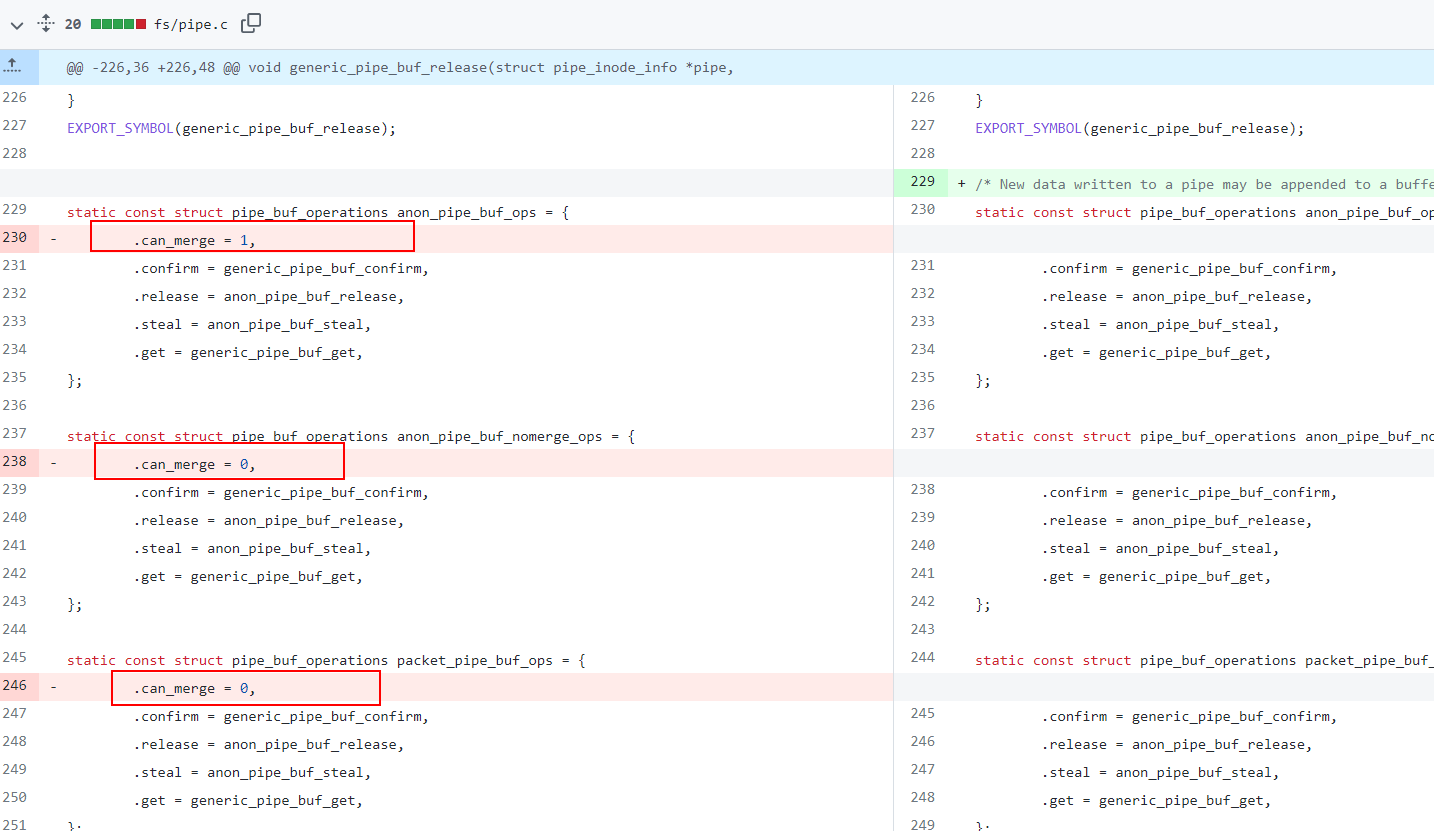 20 fs/pipe.c
@@ -226,36 +226,48 @@ void generic_pipe_buf_release(struct pipe_inode_info *pipe,
226 } 226 }
227 EXPORT_SYMBOL(generic_pipe_buf_release); 227 EXPORT_SYMBOL(generic_pipe_buf_release);
228 228
229 + /* New data written to a pipe may be appended to a buffe
229 static const struct pipe_buf_operations anon_pipe_buf_ops = { 230 static const struct pipe_buf_operations anon_pipe_buf_op
230 - .can_merge = 1,
231 .confirm = generic_pipe_buf_confirm, 231 .confirm = generic_pipe_buf_confirm,
232 .release = anon_pipe_buf_release, 232 .release = anon_pipe_buf_release,
233 .steal = anon_pipe_buf_steal, 233 .steal = anon_pipe_buf_steal,
234 .get = generic_pipe_buf_get, 234 .get = generic_pipe_buf_get,
235 }; 235 };
236 236
237 static const struct pipe_buf_operations anon_pipe_buf_nomerge_ops = { 237 static const struct pipe_buf_operations anon_pipe_buf_no
238 - .can_merge = 0,
239 .confirm = generic_pipe_buf_confirm, 238 .confirm = generic_pipe_buf_confirm,
240 .release = anon_pipe_buf_release, 239 .release = anon_pipe_buf_release,
241 .steal = anon_pipe_buf_steal, 240 .steal = anon_pipe_buf_steal,
242 .get = generic_pipe_buf_get, 241 .get = generic_pipe_buf_get,
243 }; 242 };
244 243
245 static const struct pipe_buf_operations packet_pipe_buf_ops = { 244 static const struct pipe_buf_operations packet_pipe_buf_
246 - .can_merge = 0,
247 .confirm = generic_pipe_buf_confirm, 245 .confirm = generic_pipe_buf_confirm,
248 .release = anon_pipe_buf_release, 246 .release = anon_pipe_buf_release,
249 .steal = anon_pipe_buf_steal, 247 .steal = anon_pipe_buf_steal,
250 .get = generic_pipe_buf_get, 248 .get = generic_pipe_buf_get,
251 }; 249 };